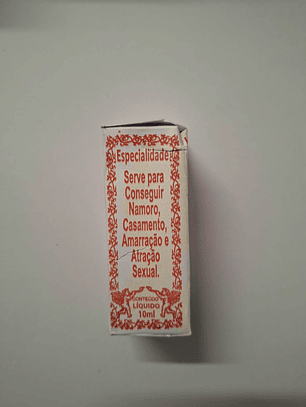 Especialidade:
Serve para
Conseguir
Namoro,
Casamento,
Amarração e
Atração
Sexual.
CONTEÚDO
LÍQUIDO
10ml